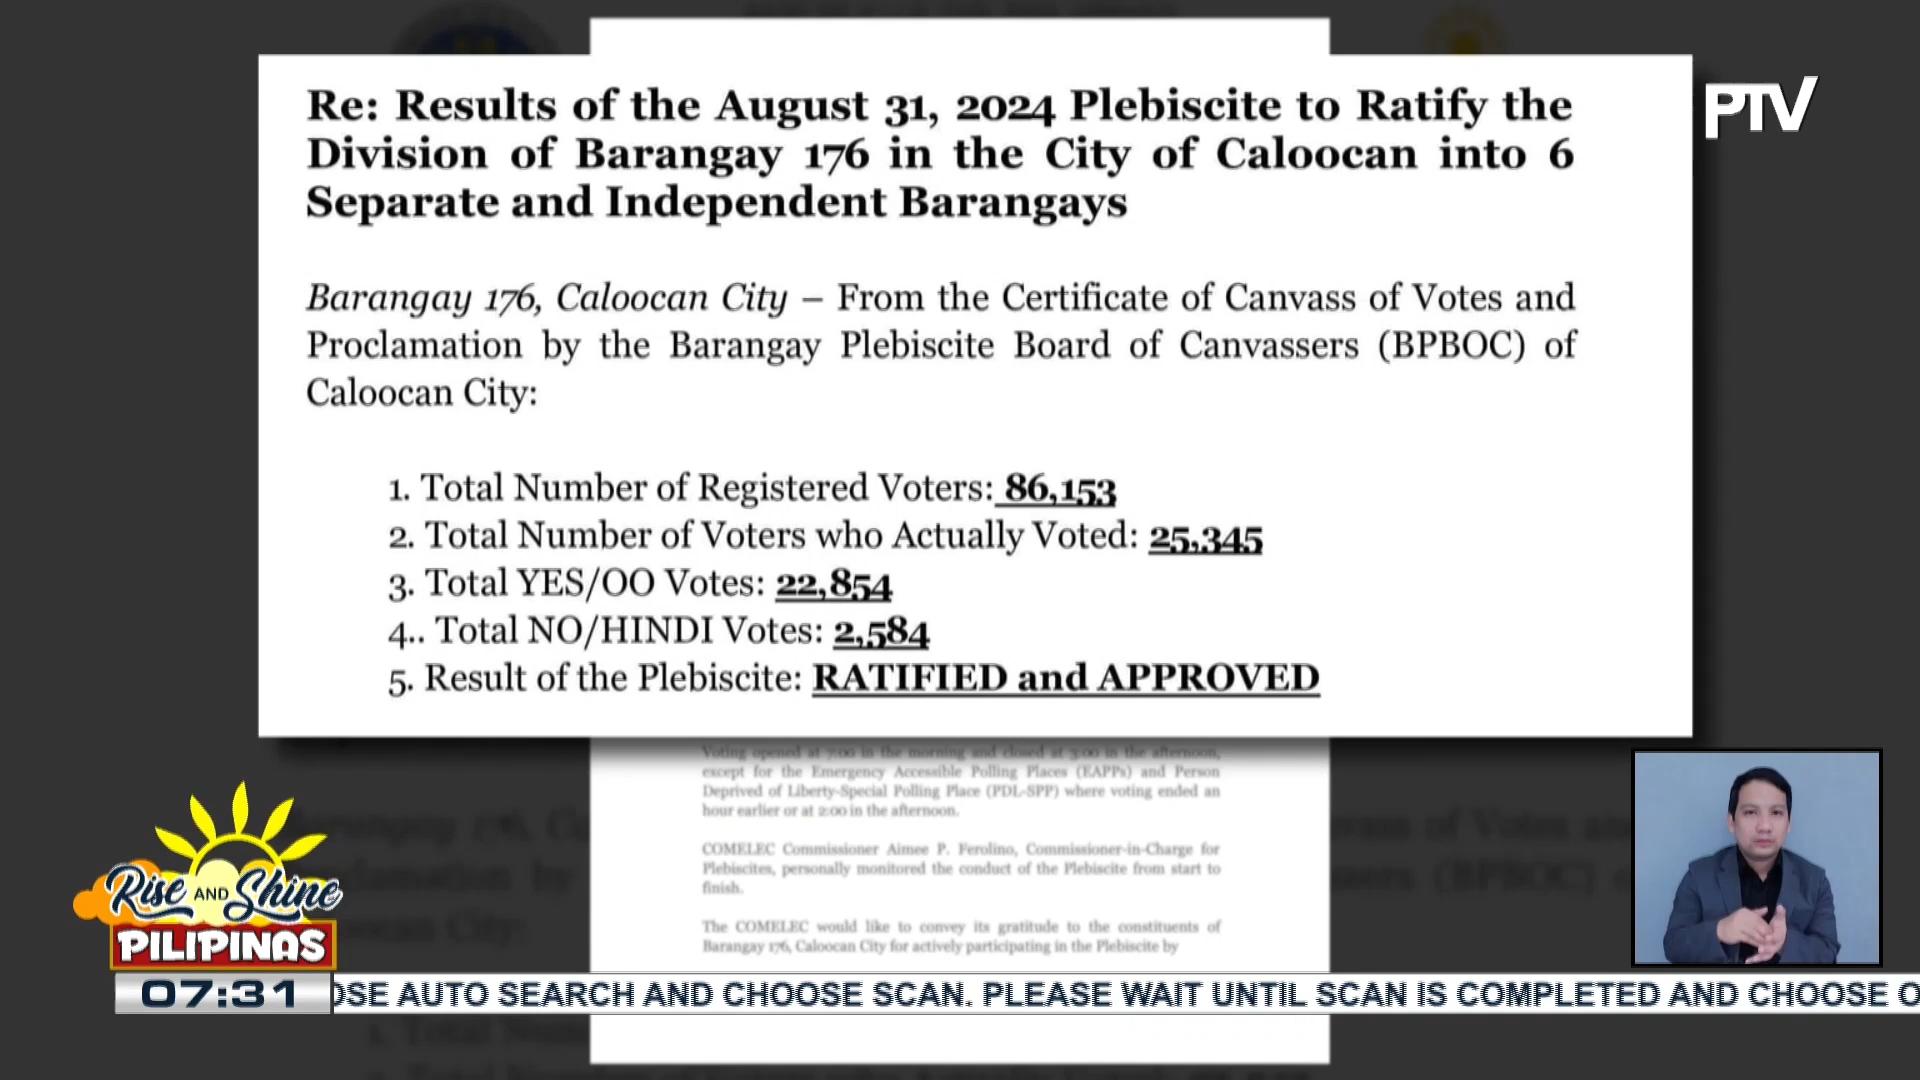 Re: Results of the August 31, 2024 Plebiscite to Ratify the
Division of Barangay 176 in the City of Caloocan into 6
Separate and Independent Barangays
PTV
Barangay 176, Caloocan City – From the Certificate of Canvass of Votes and
Proclamation by the Barangay Plebiscite Board of Canvassers (BPBOC) of
Caloocan City:
1. Total Number of Registered Voters: 86,153
2. Total Number of Voters who Actually Voted: 25,345
3. Total YES/OO Votes: 22,854
4.. Total NO/HINDI Votes: 2,584
5. Result of the Plebiscite: RATIFIED and APPROVED
Voting opened at 7:00 in the morning and closed at 3:00 in the afternoon,
except for the Emergency Accessible Polling Places (EAPPs) and Person
Deprived of Liberty-Special Polling Place (PDL-SPP) where voting ended an
hour earlier or at 2:00 in the afternoon.
COMELEC Commissioner Aimee P. Ferolino, Commissioner-in-Charge for
Plebiscites, personally monitored the conduct of the Plebiscite from start to
finish.
The COMELEC would like to convey its gratitude to the constituents of
Barangay 176, Caloocan City for actively participating in the Plebiscite by
Rise AND Shine
PILIPINAS
07:31
OSE AUTO SEARCH AND CHOOSE SCAN. PLEASE WAIT UNTIL SCAN IS COMPLETED AND CHOOSE O